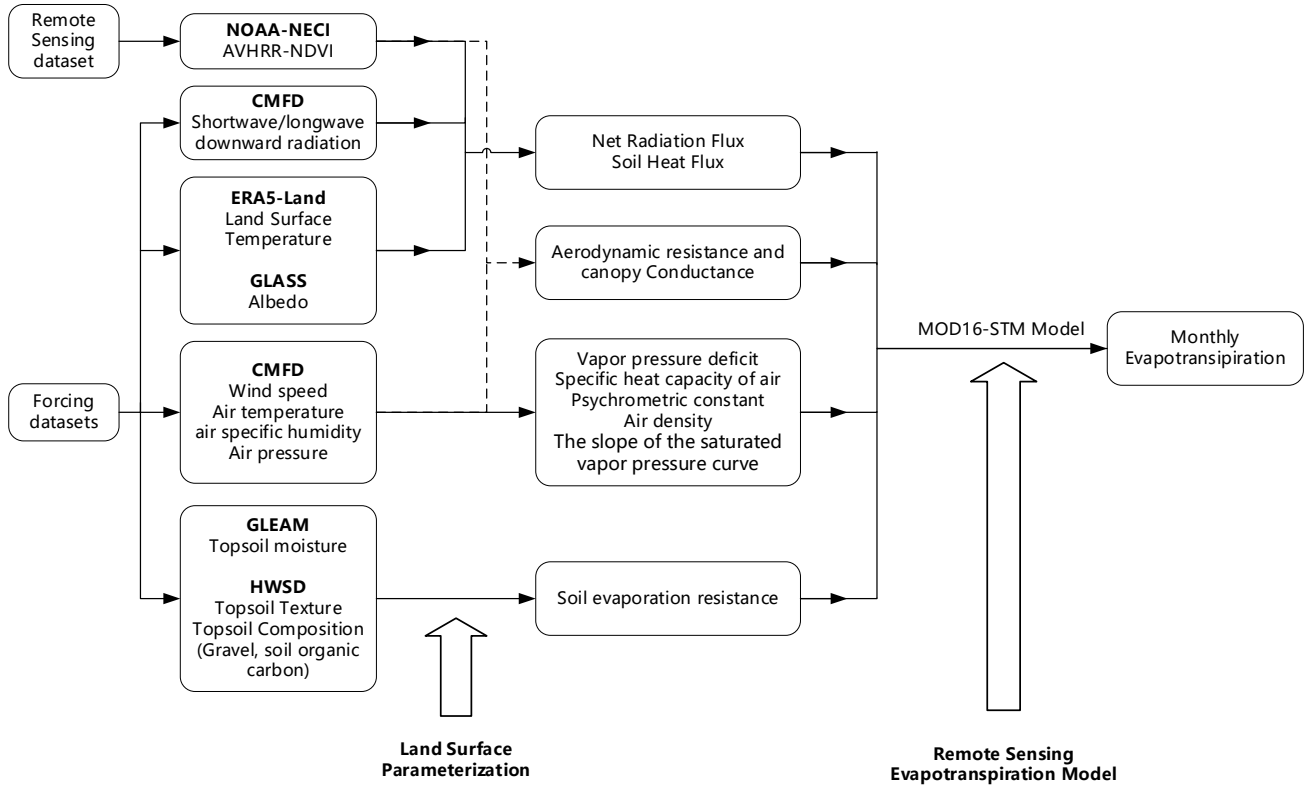 Remote
Sensing
dataset
NOAA-NECI
AVHRR-NDVI
CMFD
Shortwave/longwave
downward radiation
ERA5-Land
Land Surface
Temperature
GLASS
Albedo
Forcing
datasets
CMFD
Wind speed
Air temperature
air specific humidity
Air pressure
GLEAM
Topsoil moisture
HWSD
Topsoil Texture
Topsoil Composition
(Gravel, soil organic
carbon)
Net Radiation Flux
Soil Heat Flux
Aerodynamic resistance and
canopy Conductance
Vapor pressure deficit
Specific heat capacity of air
Psychrometric constant
Air density
The slope of the saturated
vapor pressure curve
Soil evaporation resistance
MOD16-STM Model
Monthly
Evapotransipiration
Land Surface
Parameterization
Remote Sensing
Evapotranspiration Model